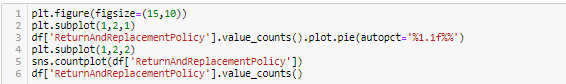 1 plt.figure(figsize=(15,10))
2 plt.subplot(1,2,1)
3 df['ReturnAndReplacementPolicy'].value_counts().plot.pie(autopct='%1.1f%%')
4 plt.subplot(1,2,2)
5 sns.countplot(df['ReturnAndReplacementPolicy'])
6 df['ReturnAndReplacementPolicy'].value_counts()